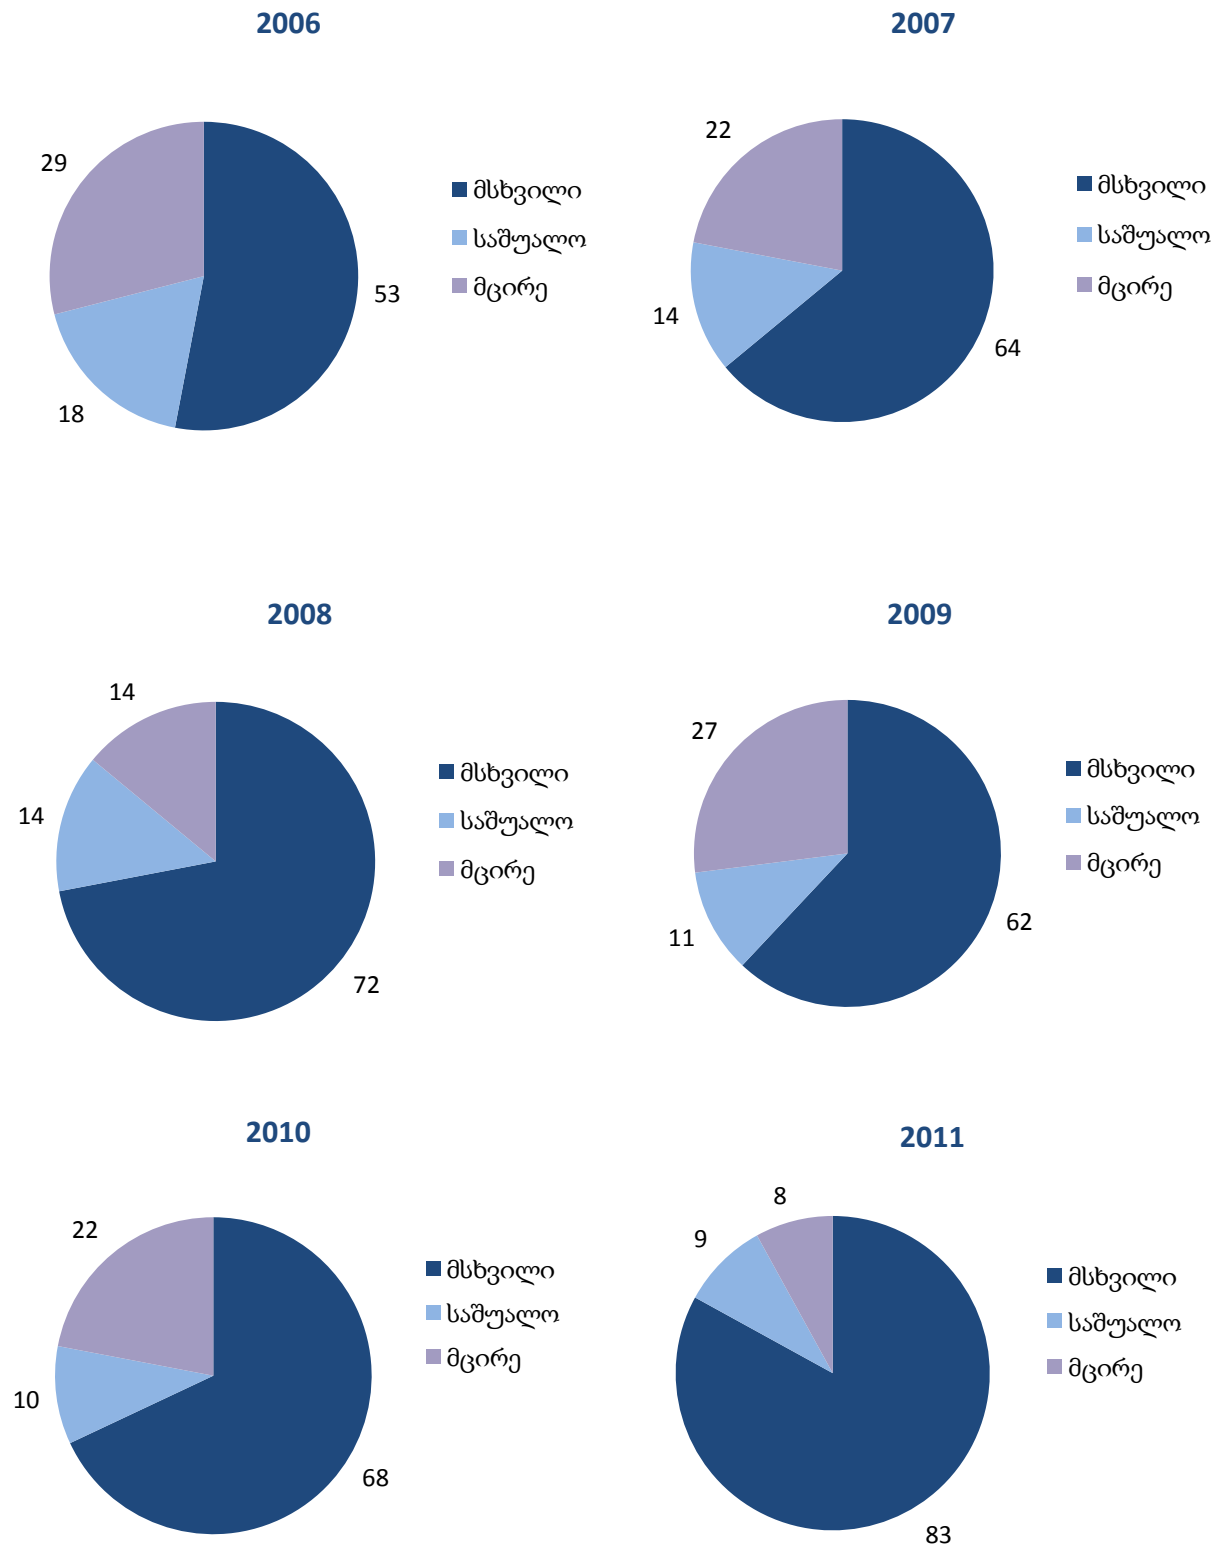 2006
29
53
18
მსხვილი
საშუალო
მცირე
2007
22
14
64
მსხვილი
საშუალო
მცირე
2008
14
14
72
მსხვილი
საშუალო
მცირე
2009
27
11
62
მსხვილი
საშუალო
მცირე
2010
22
10
68
მსხვილი
საშუალო
მცირე
2011
8
9
83
მსხვილი
საშუალო
მცირე